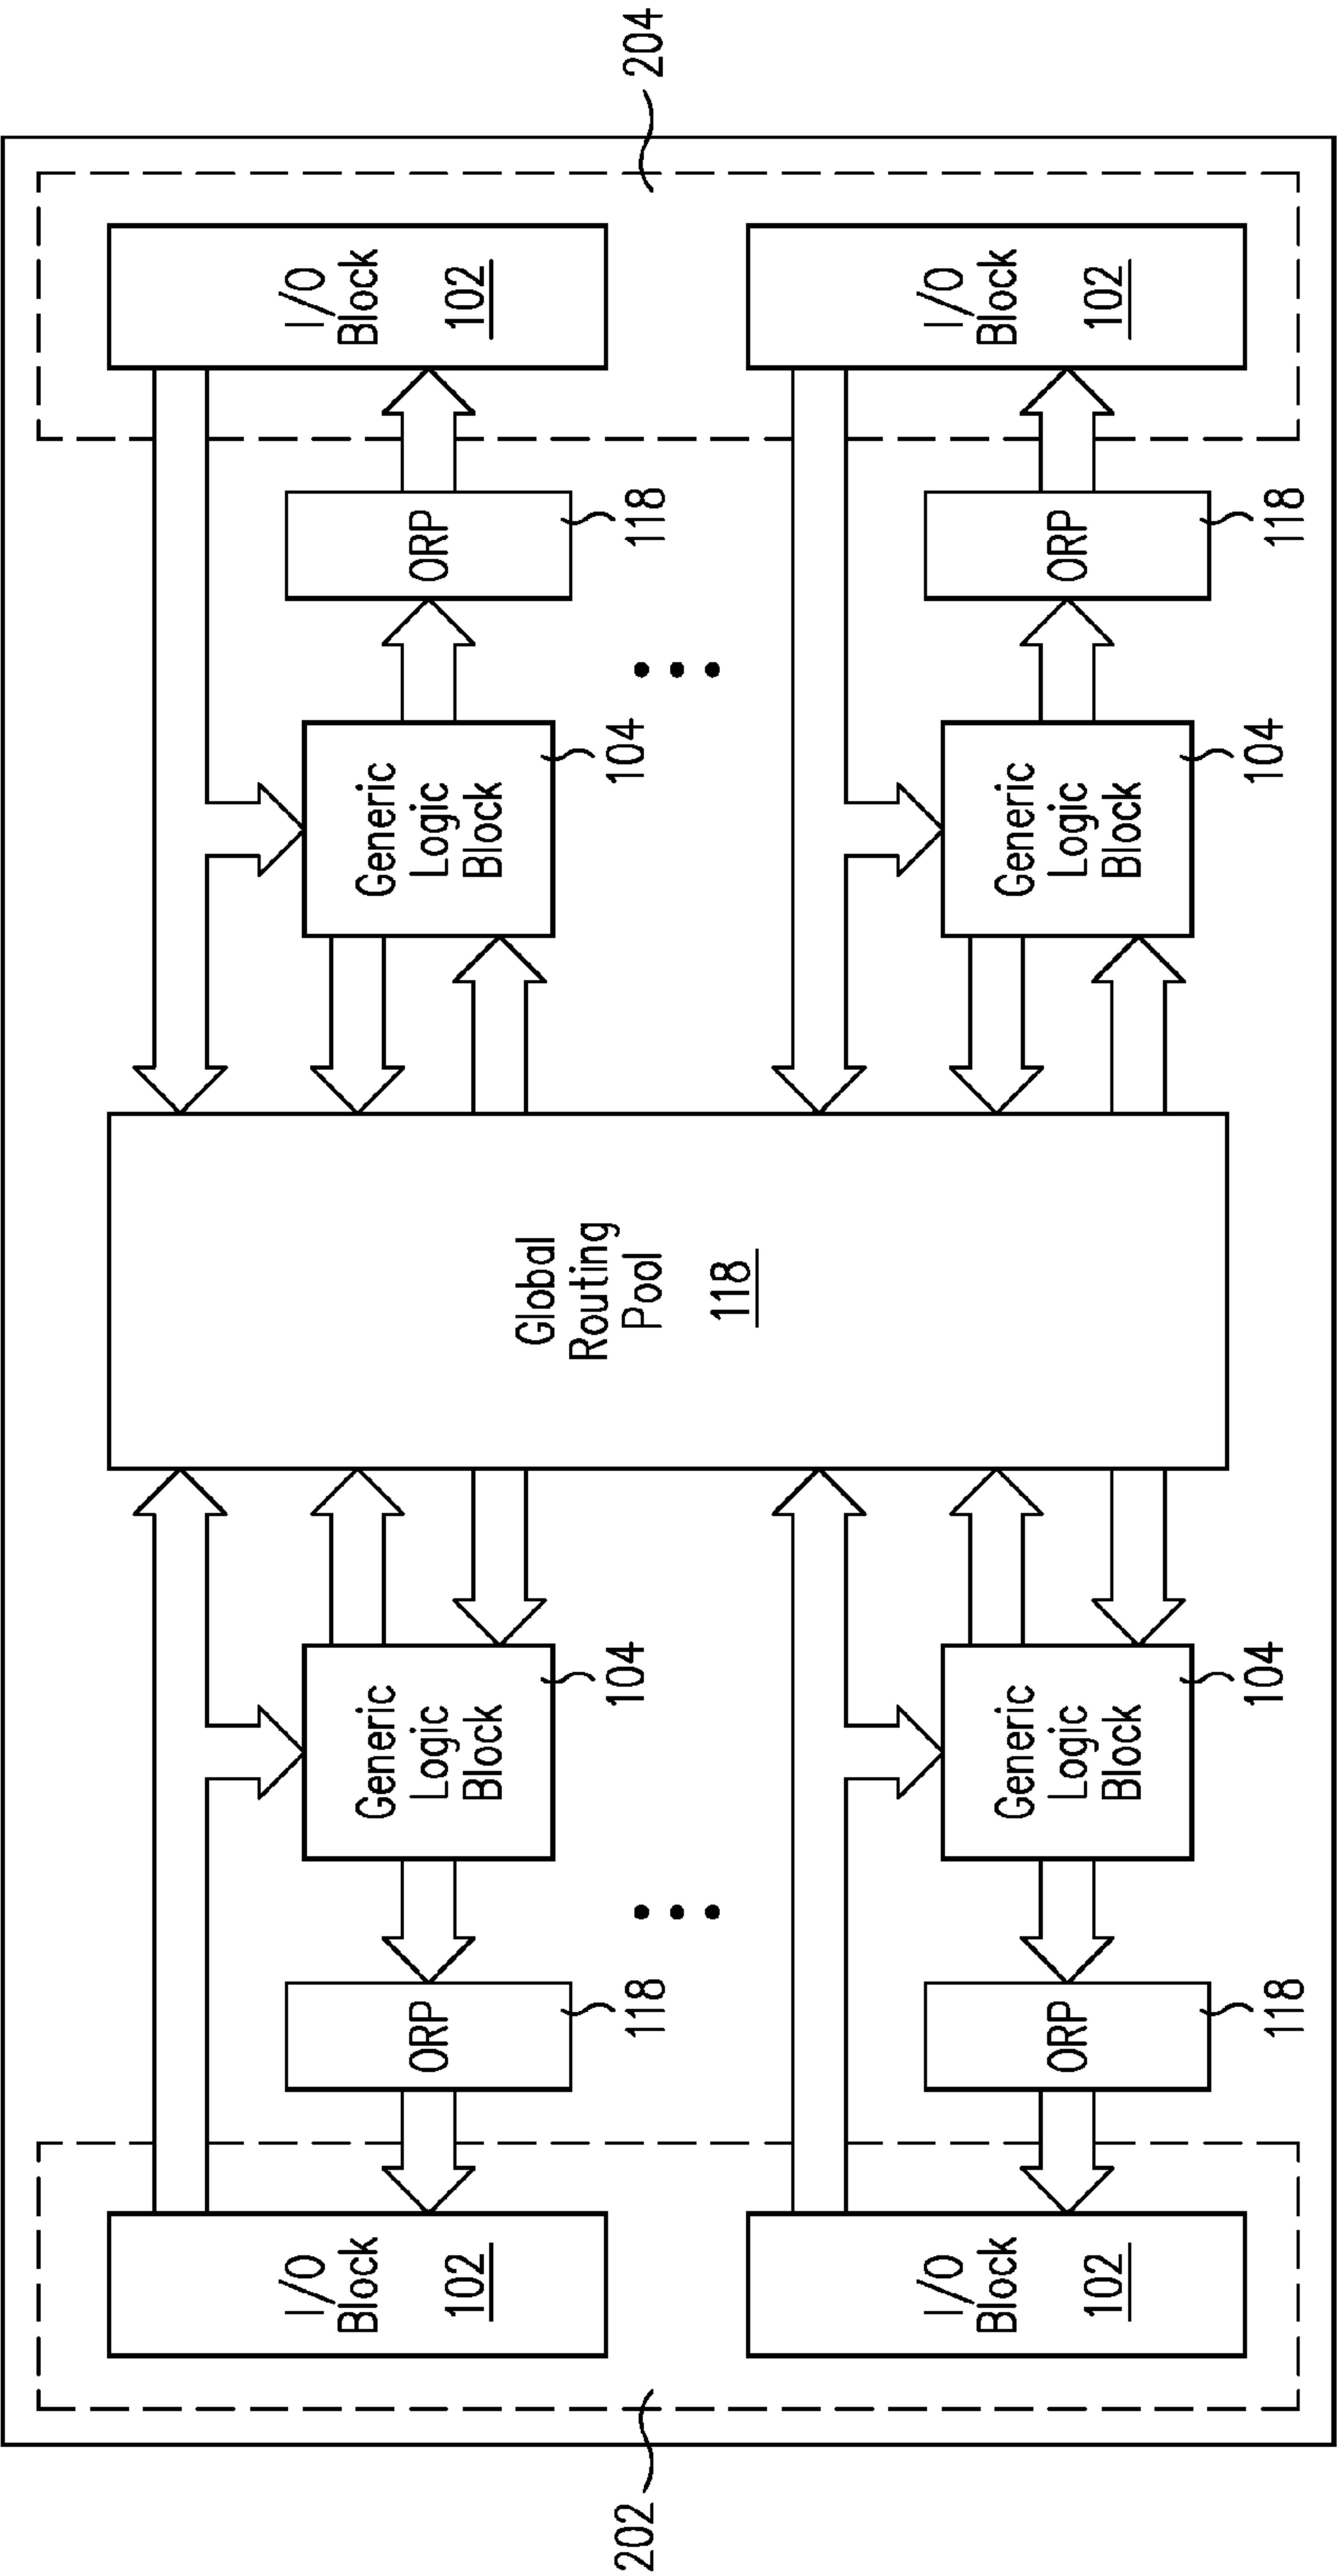 202
I/O
Block
102
ORP
118
Generic
Logic
Block
104
Global
Routing
Pool
118
Generic
Logic
Block
104
ORP
118
I/O
Block
102
204
I/O
Block
102
ORP
118
Generic
Logic
Block
104
Generic
Logic
Block
104
ORP
118
I/O
Block
102